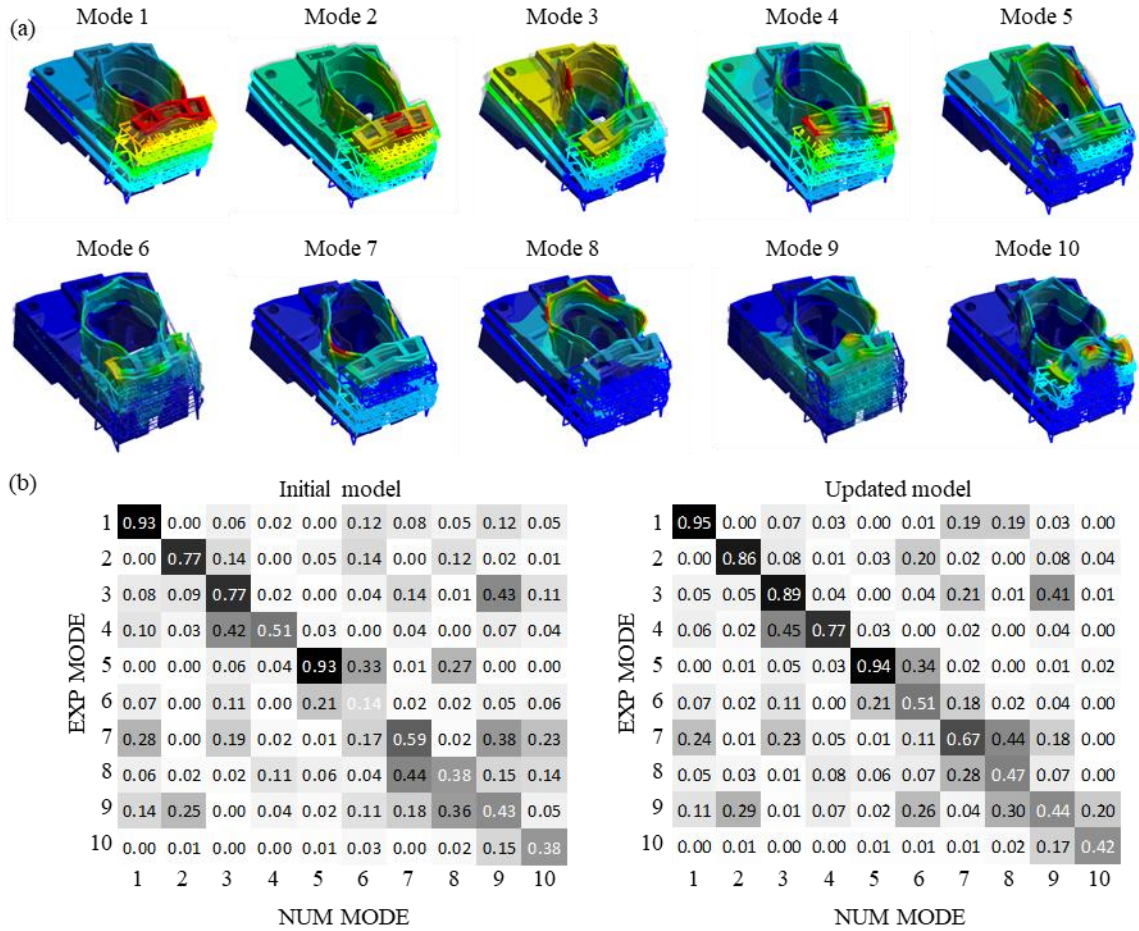 (a)
Mode 1 Mode 2 Mode 3 Mode 4 Mode 5
Mode 6 Mode 7 Mode 8 Mode 9 Mode 10
(b)
Initial model
EXP MODE
1 0.93 0.00 0.06 0.02 0.00 0.12 0.08 0.05 0.12 0.05
2 0.00 0.77 0.14 0.00 0.05 0.14 0.00 0.12 0.02 0.01
3 0.08 0.09 0.77 0.02 0.00 0.04 0.14 0.01 0.43 0.11
4 0.10 0.03 0.42 0.51 0.03 0.00 0.04 0.00 0.07 0.04
5 0.00 0.00 0.06 0.04 0.93 0.33 0.01 0.27 0.00 0.00
6 0.07 0.00 0.11 0.00 0.21 0.14 0.02 0.02 0.05 0.06
7 0.28 0.00 0.19 0.02 0.01 0.17 0.59 0.02 0.38 0.23
8 0.06 0.02 0.02 0.11 0.06 0.04 0.44 0.38 0.15 0.14
9 0.14 0.25 0.00 0.04 0.02 0.11 0.18 0.36 0.43 0.05
10 0.00 0.01 0.00 0.00 0.01 0.03 0.00 0.02 0.15 0.38
1 2 3 4 5 6 7 8 9 10
NUM MODE
Updated model
EXP MODE
1 0.95 0.00 0.07 0.03 0.00 0.01 0.19 0.19 0.03 0.00
2 0.00 0.86 0.08 0.01 0.03 0.20 0.02 0.00 0.08 0.04
3 0.05 0.05 0.89 0.04 0.00 0.04 0.21 0.01 0.41 0.01
4 0.06 0.02 0.45 0.77 0.03 0.00 0.02 0.00 0.04 0.00
5 0.00 0.01 0.05 0.03 0.94 0.34 0.02 0.00 0.01 0.02
6 0.07 0.02 0.11 0.00 0.21 0.51 0.18 0.02 0.04 0.00
7 0.24 0.01 0.23 0.05 0.01 0.11 0.67 0.44 0.18 0.00
8 0.05 0.03 0.01 0.08 0.06 0.07 0.28 0.47 0.07 0.00
9 0.11 0.29 0.01 0.07 0.02 0.26 0.04 0.30 0.44 0.20
10 0.00 0.01 0.00 0.00 0.01 0.01 0.01 0.02 0.17 0.42
1 2 3 4 5 6 7 8 9 10
NUM MODE